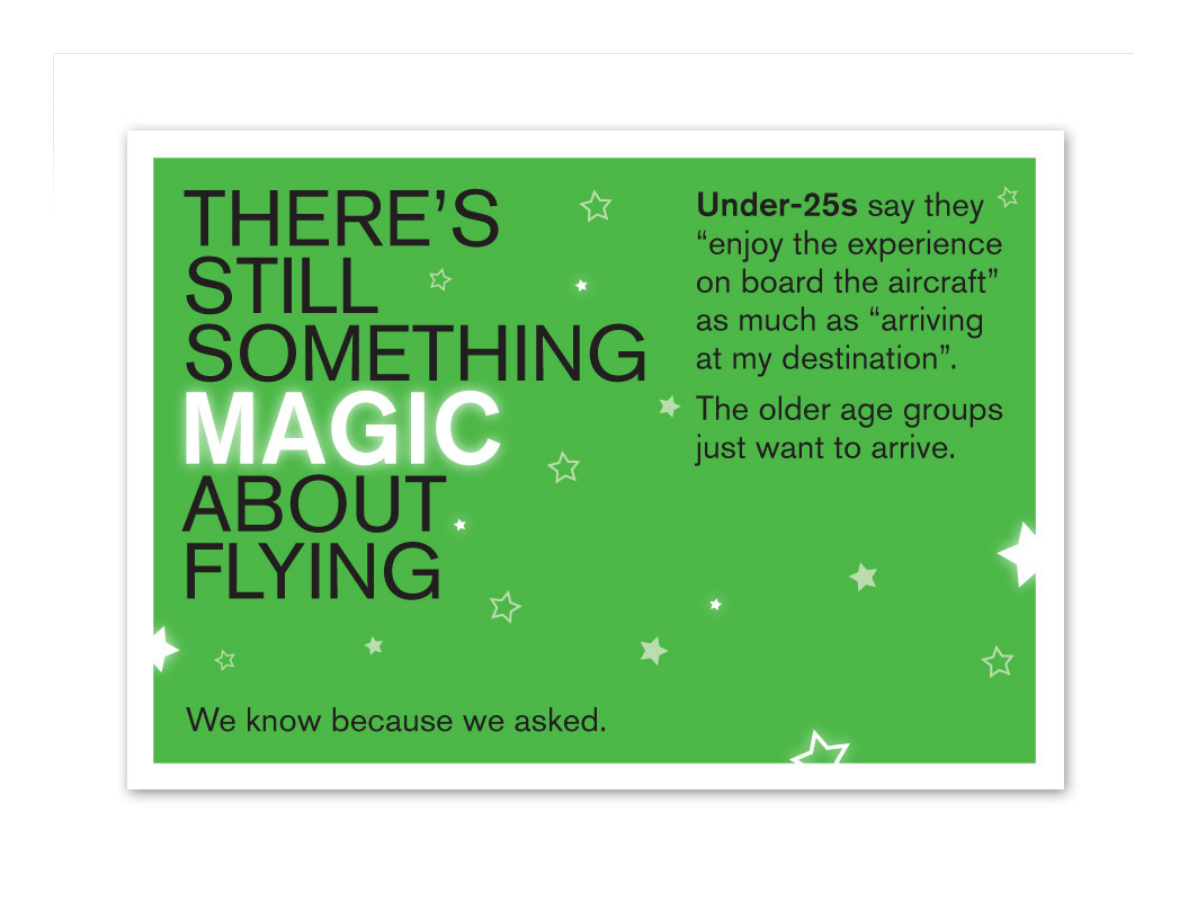 THERE’S
STILL
SOMETHING
MAGIC
ABOUT
FLYING
We know because we asked.
Under-25s say they
“enjoy the experience
on board the aircraft”
as much as “arriving
at my destination”.
The older age groups
just want to arrive.